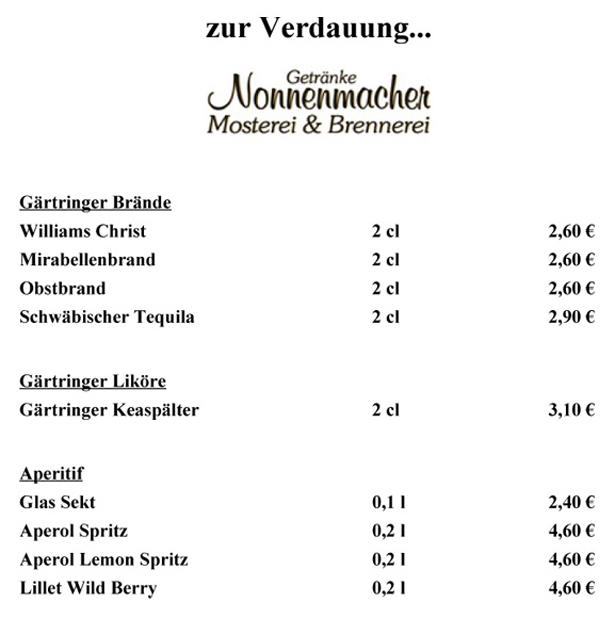 zur Verdauung...
Getränke
Nonnenmacher
Mosterei & Brennerei
Gärtringer Brände
Williams Christ 2 cl 2,60 €
Mirabellenbrand 2 cl 2,60 €
Obstbrand 2 cl 2,60 €
Schwäbischer Tequila 2 cl 2,90 €
Gärtringer Liköre
Gärtringer Keaspälter 2 cl 3,10 €
Aperitif
Glas Sekt 0,1 l 2,40 €
Aperol Spritz 0,2 l 4,60 €
Aperol Lemon Spritz 0,2 l 4,60 €
Lillet Wild Berry 0,2 l 4,60 €